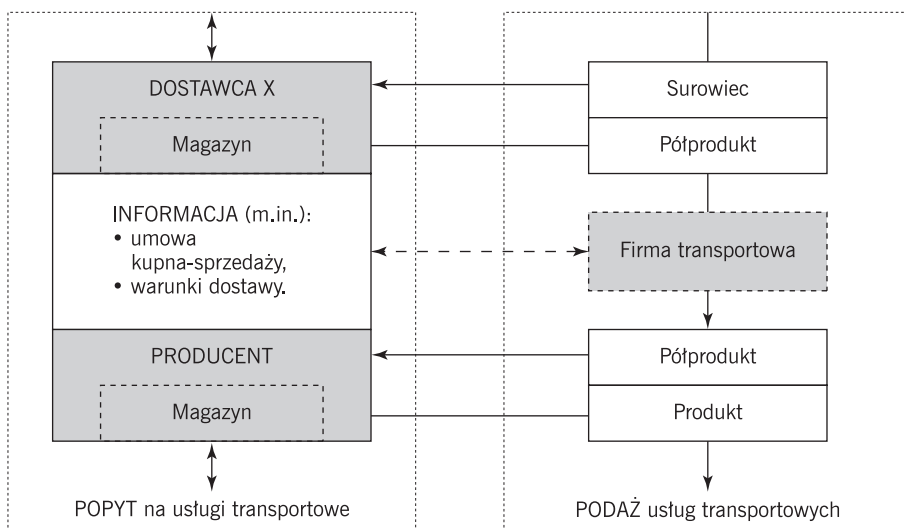 DOSTAWCA X
Magazyn
INFORMACJA (m.in.):
• umowa
kupna-sprzedaży,
• warunki dostawy.
PRODUCENT
Magazyn
POPYT na usługi transportowe
Surowiec
Półprodukt
Firma transportowa
Półprodukt
Produkt
PODAŻ usług transportowych